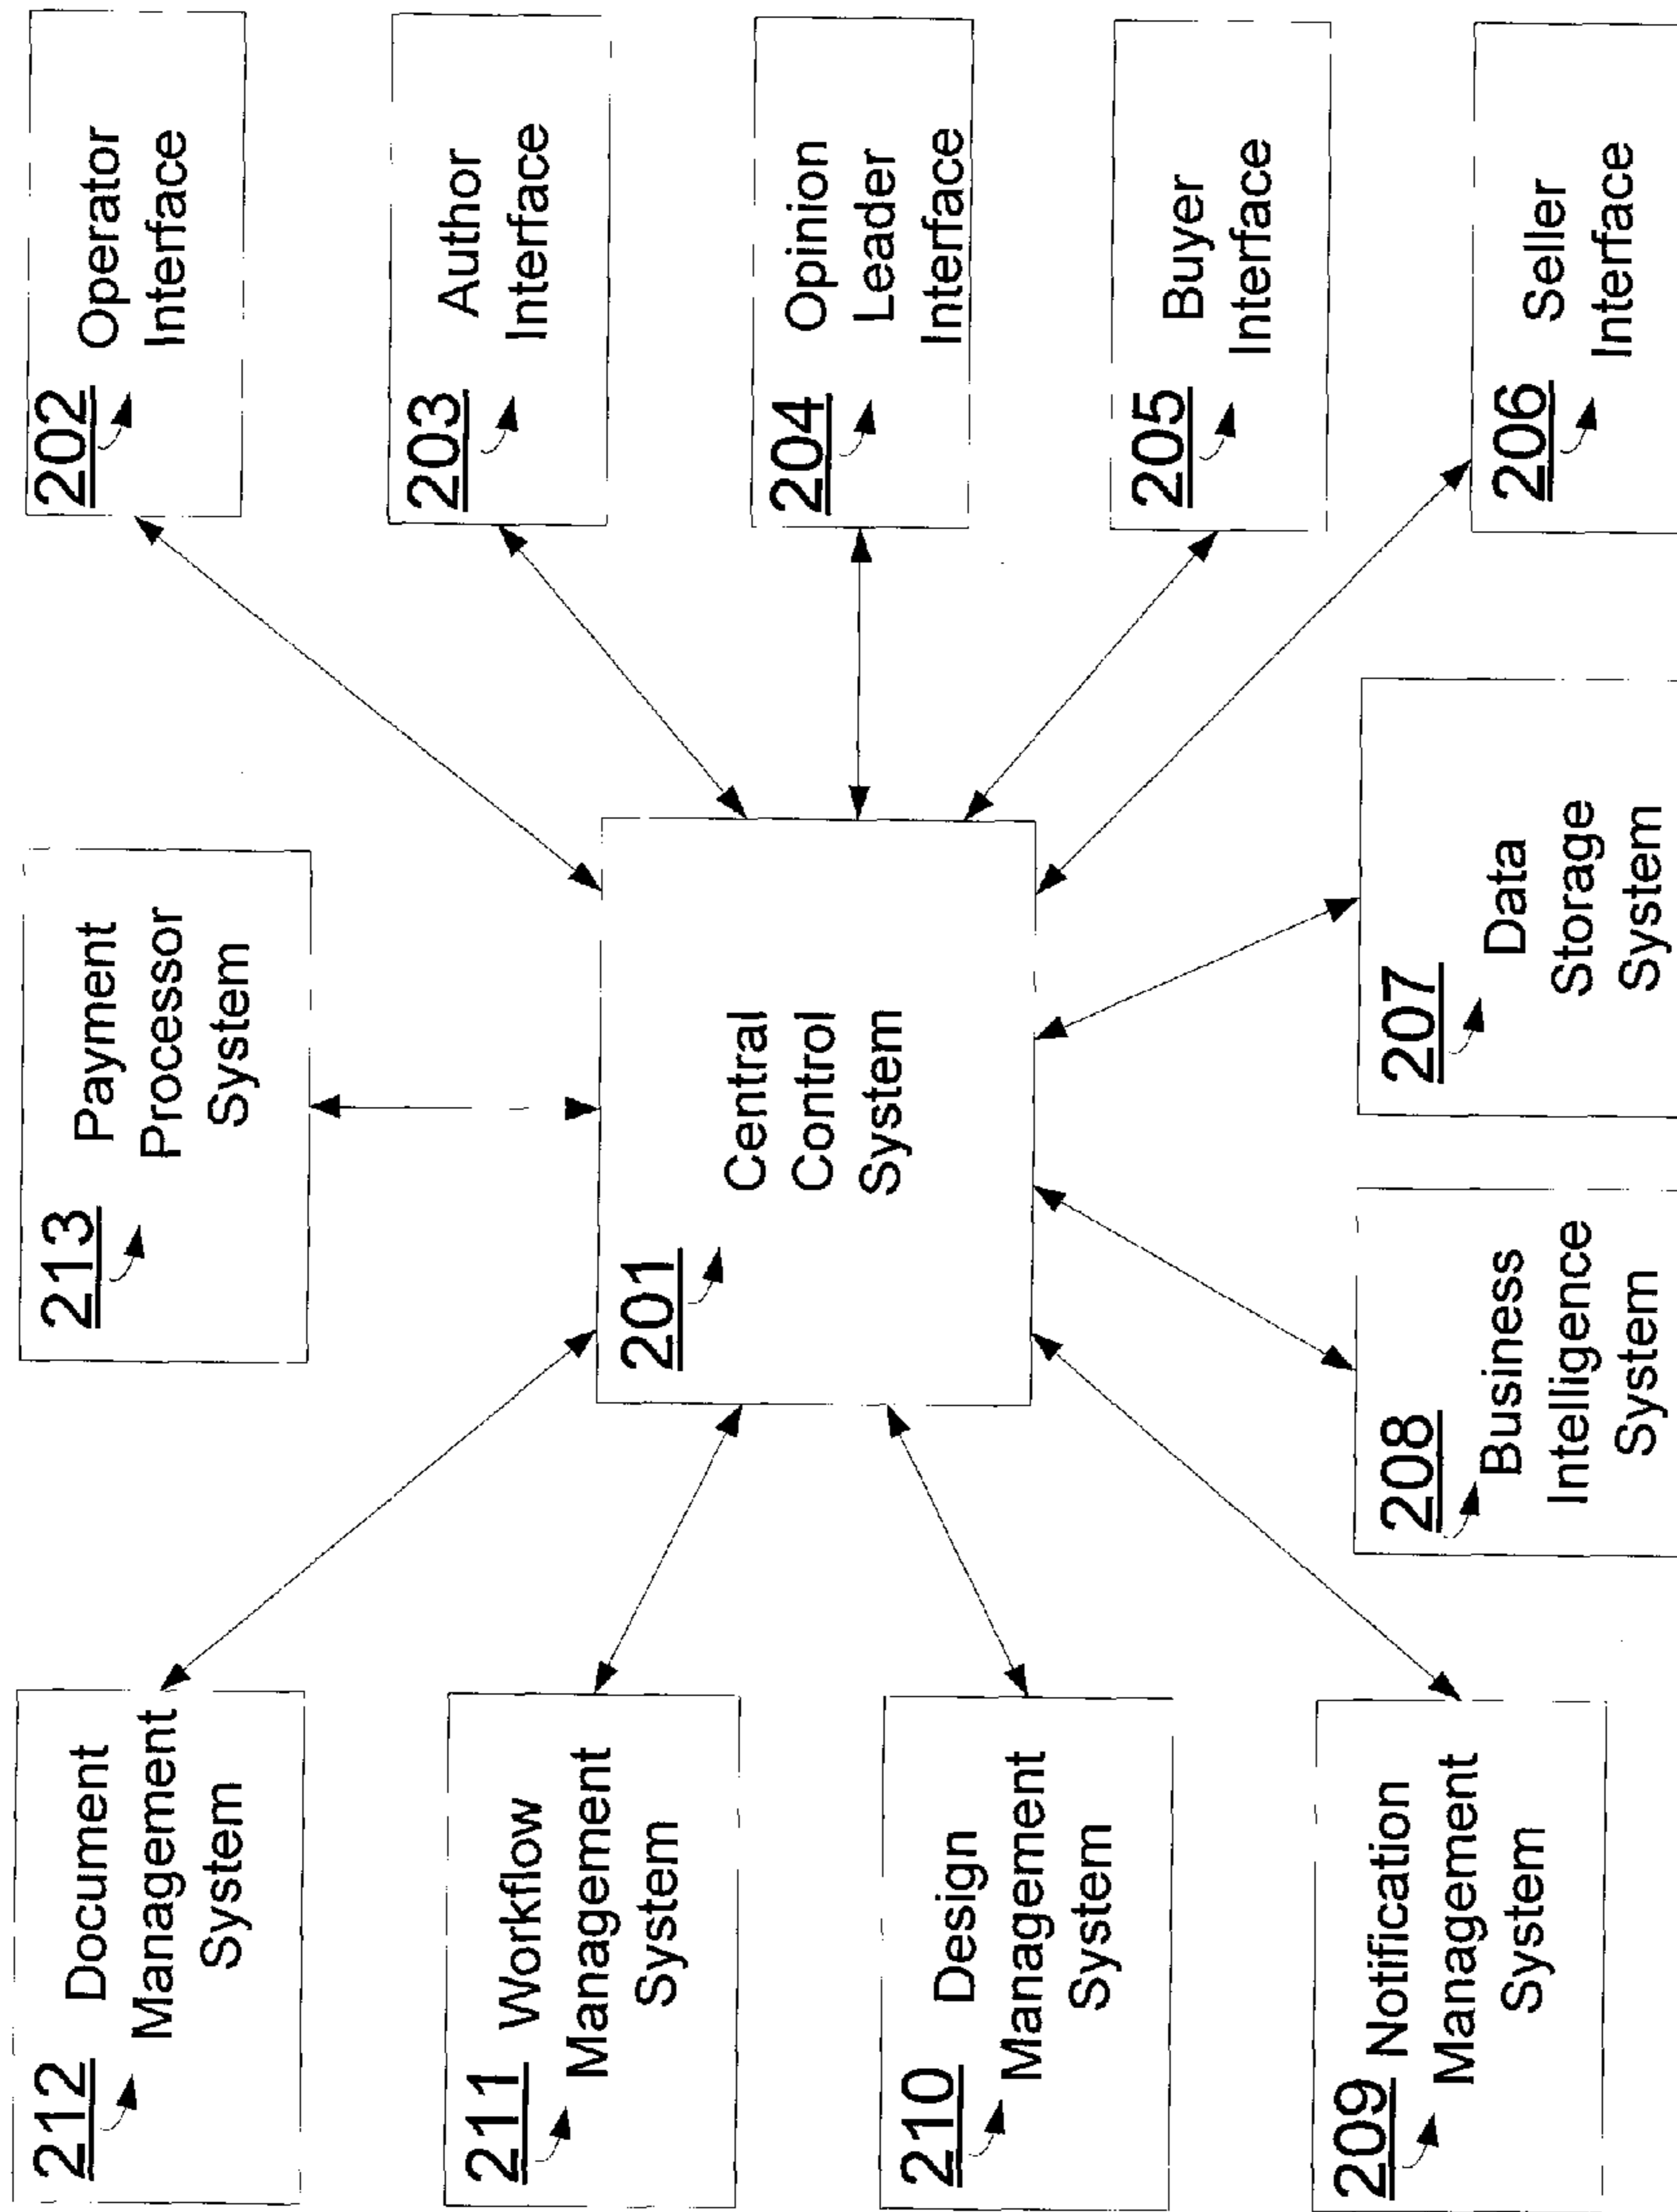 212
Document
Management
System
211
Workflow
Management
System
210
Design
Management
System
209
Notification
Management
System
213
Payment
Processor
System
201
Central
Control
System
208
Business
Intelligence
System
207
Data
Storage
System
202
Operator
Interface
203
Author
Interface
204
Opinion
Leader
Interface
205
Buyer
Interface
206
Seller
Interface